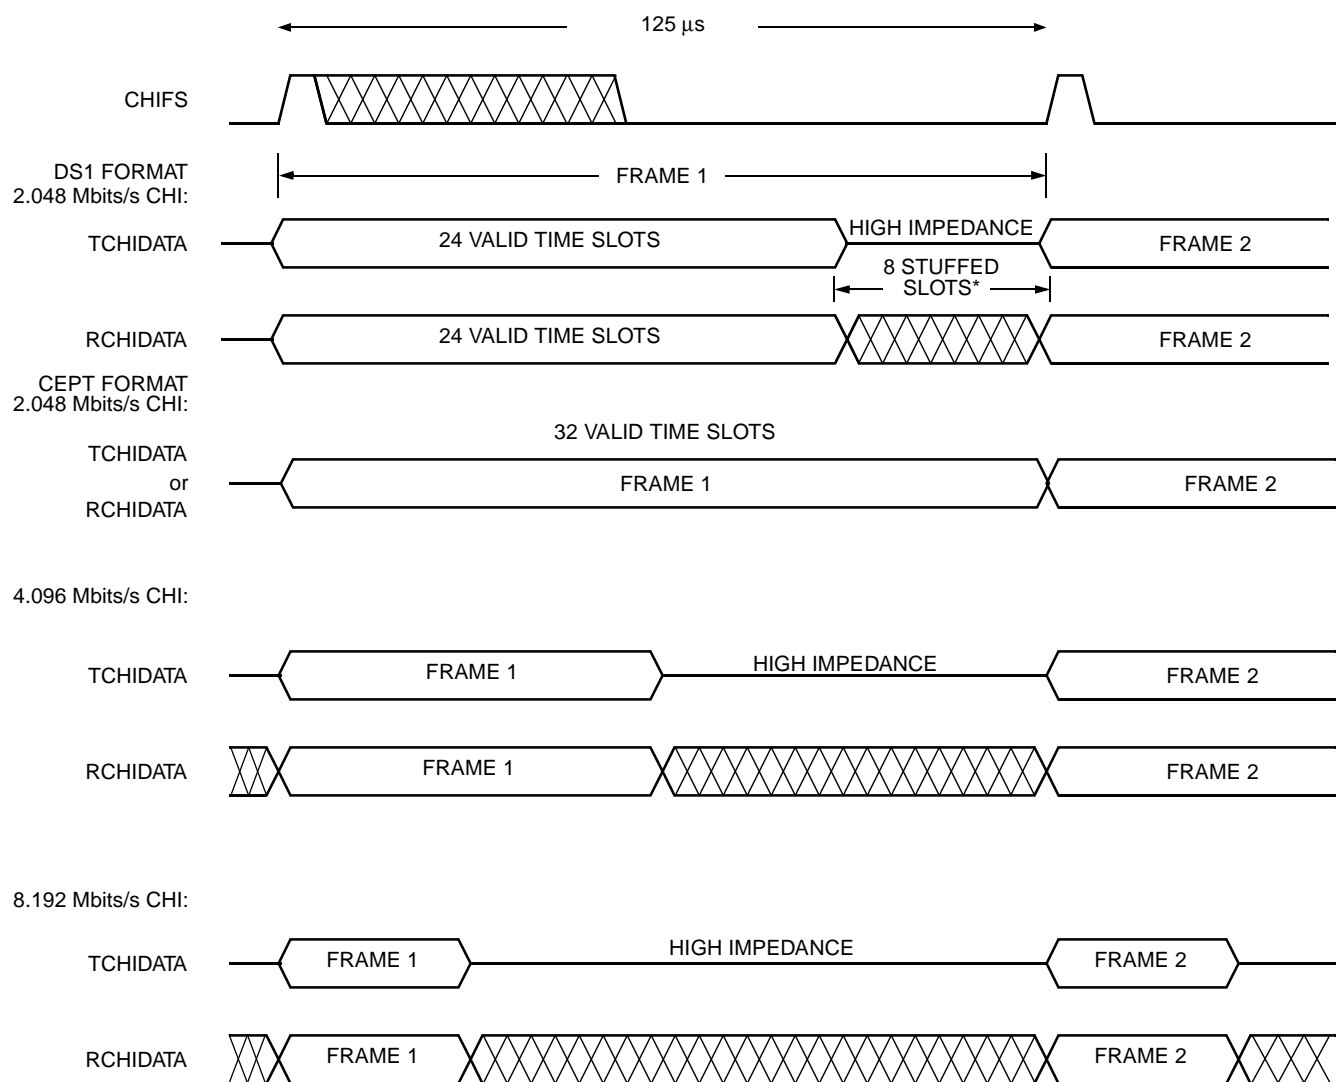 125 µs
CHIFS
DS1 FORMAT
2.048 Mbits/s CHI:
FRAME 1
TCHIDATA
24 VALID TIME SLOTS
HIGH IMPEDANCE
FRAME 2
8 STUFFED
SLOTS*
RCHIDATA
24 VALID TIME SLOTS
FRAME 2
CEPT FORMAT
2.048 Mbits/s CHI:
32 VALID TIME SLOTS
TCHIDATA
or
RCHIDATA
FRAME 1
FRAME 2
4.096 Mbits/s CHI:
TCHIDATA
FRAME 1
HIGH IMPEDANCE
FRAME 2
RCHIDATA
FRAME 1
FRAME 2
8.192 Mbits/s CHI:
TCHIDATA
FRAME 1
HIGH IMPEDANCE
FRAME 2
RCHIDATA
FRAME 1
FRAME 2